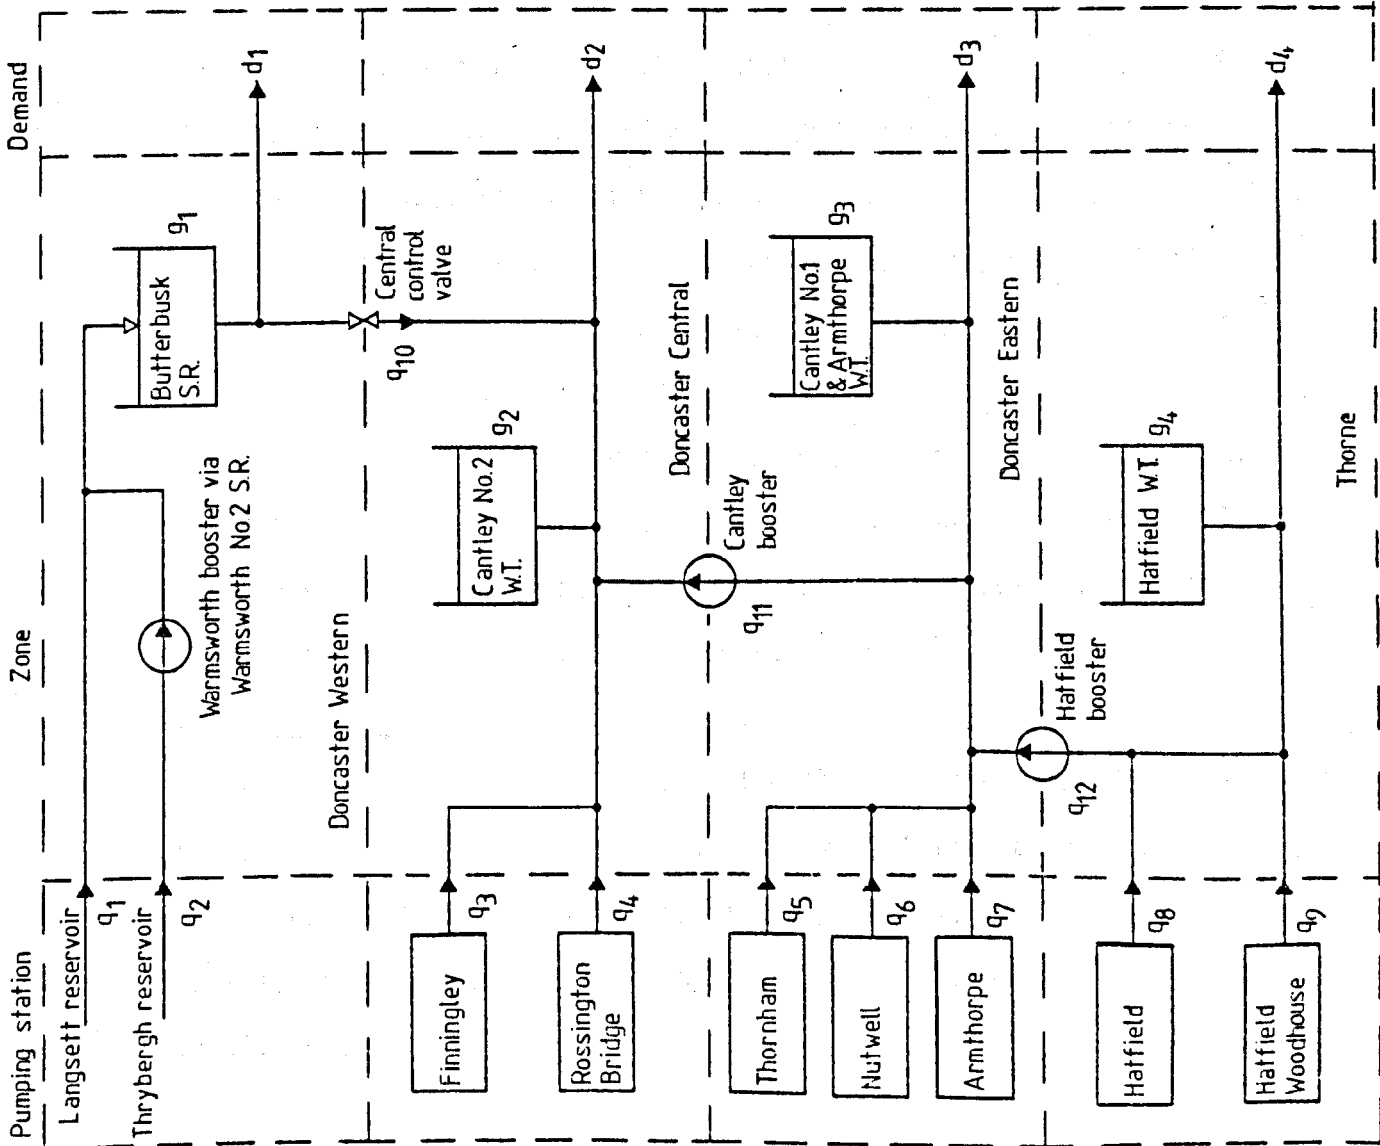 Pumping station
Zone
Demand
Langsett reservoir
q1
Thrybergh reservoir
q2
Warmsworth booster via
Warmsworth No2 S.R.
Butterbusk
S.R.
g1
d1
Doncaster Western
Central
control
valve
q10
Finningley
q3
Rossington
Bridge
q4
Cantley No.2
W.T.
g2
d2
Doncaster Central
Cantley
booster
q11
Thornham
q5
Nutwell
q6
Armthorpe
q7
Cantley No.1
& Armthorpe
W.T.
g3
d3
Doncaster Eastern
Hatfield
booster
q12
Hatfield
q8
Hatfield
Woodhouse
q9
Hatfield W.T.
g4
d4
Thorne